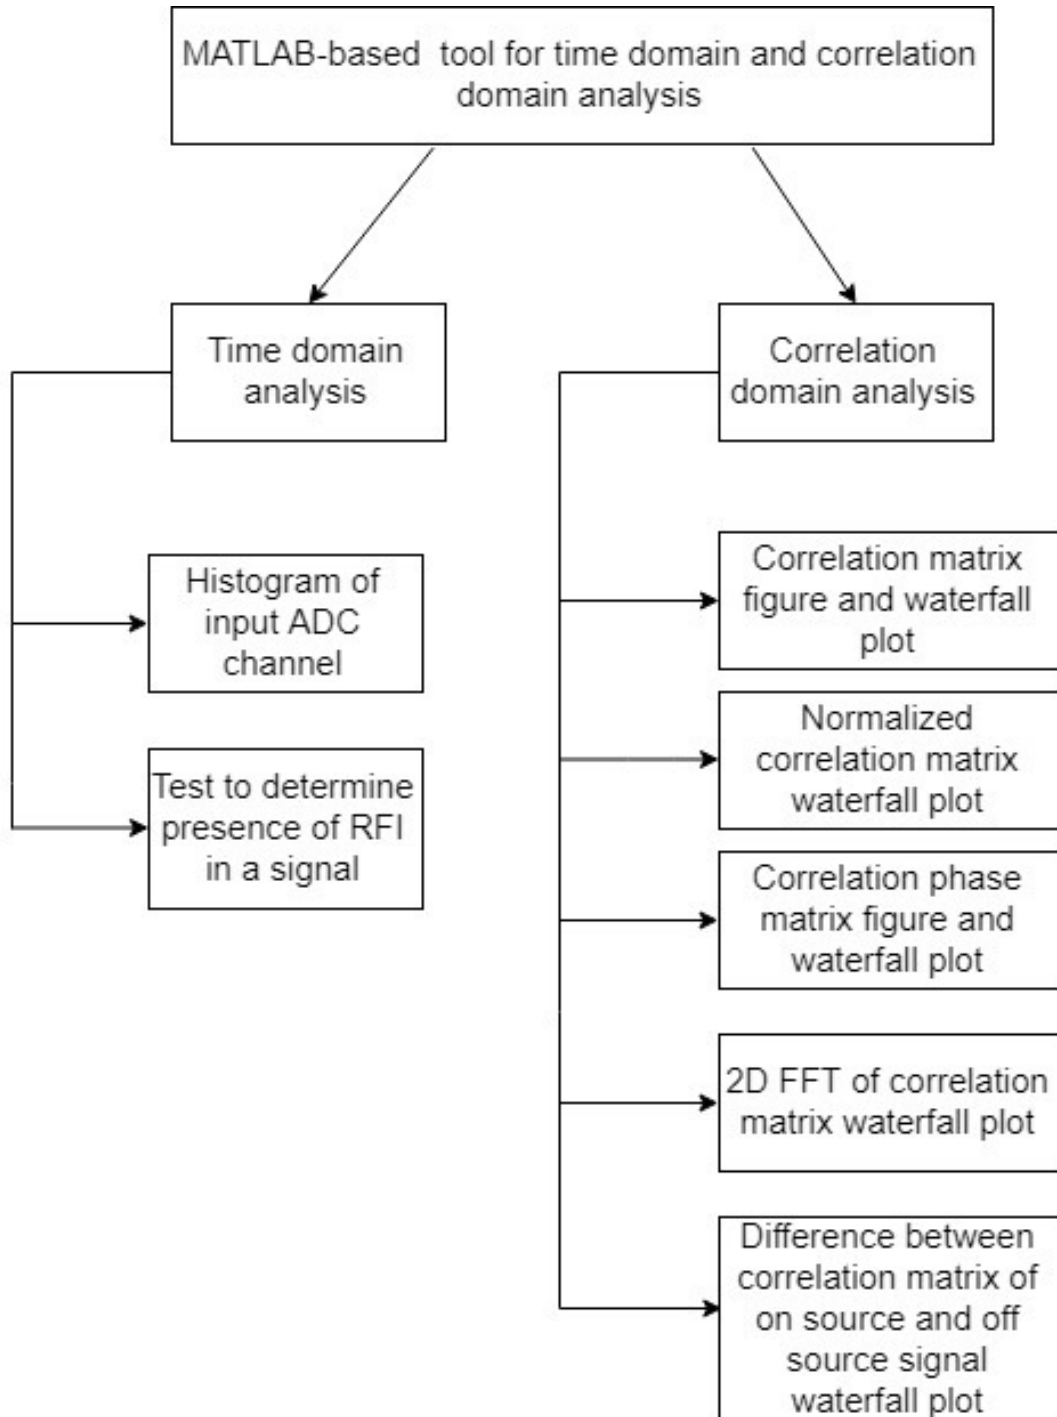 MATLAB-based  tool for time domain and correlation
domain analysis
Time domain
analysis
Correlation
domain analysis
Histogram of
input ADC
channel
Test to determine
presence of RFI
in a signal
Correlation matrix
figure and waterfall
plot
Normalized
correlation matrix
waterfall plot
Correlation phase
matrix figure and
waterfall plot
2D FFT of correlation
matrix waterfall plot
Difference between
correlation matrix of
on source and off
source signal
waterfall plot